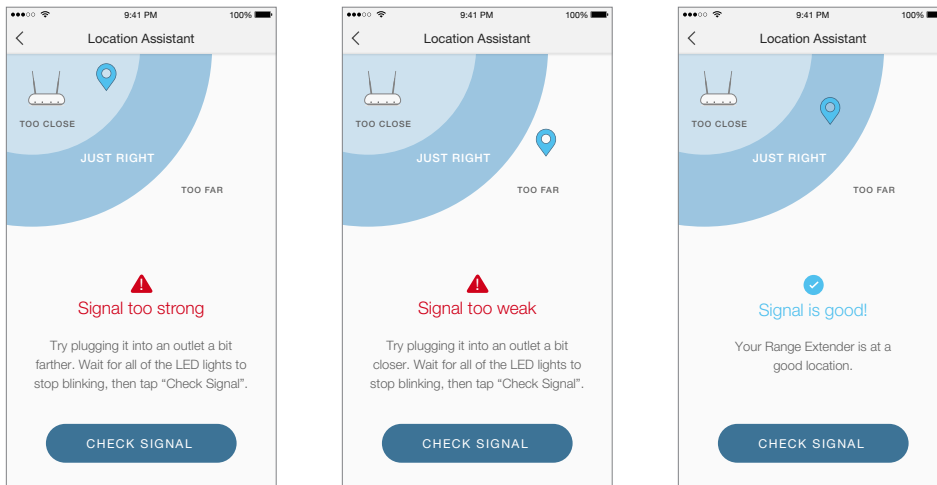 9:41 PM 100%
Location Assistant
TOO CLOSE
JUST RIGHT
TOO FAR
Signal too strong
Try plugging it into an outlet a bit
farther. Wait for all of the LED lights to
stop blinking, then tap “Check Signal”.
CHECK SIGNAL
9:41 PM 100%
Location Assistant
TOO CLOSE
JUST RIGHT
TOO FAR
Signal too weak
Try plugging it into an outlet a bit
closer. Wait for all of the LED lights to
stop blinking, then tap “Check Signal”.
CHECK SIGNAL
9:41 PM 100%
Location Assistant
TOO CLOSE
JUST RIGHT
TOO FAR
Signal is good!
Your Range Extender is at a
good location.
CHECK SIGNAL